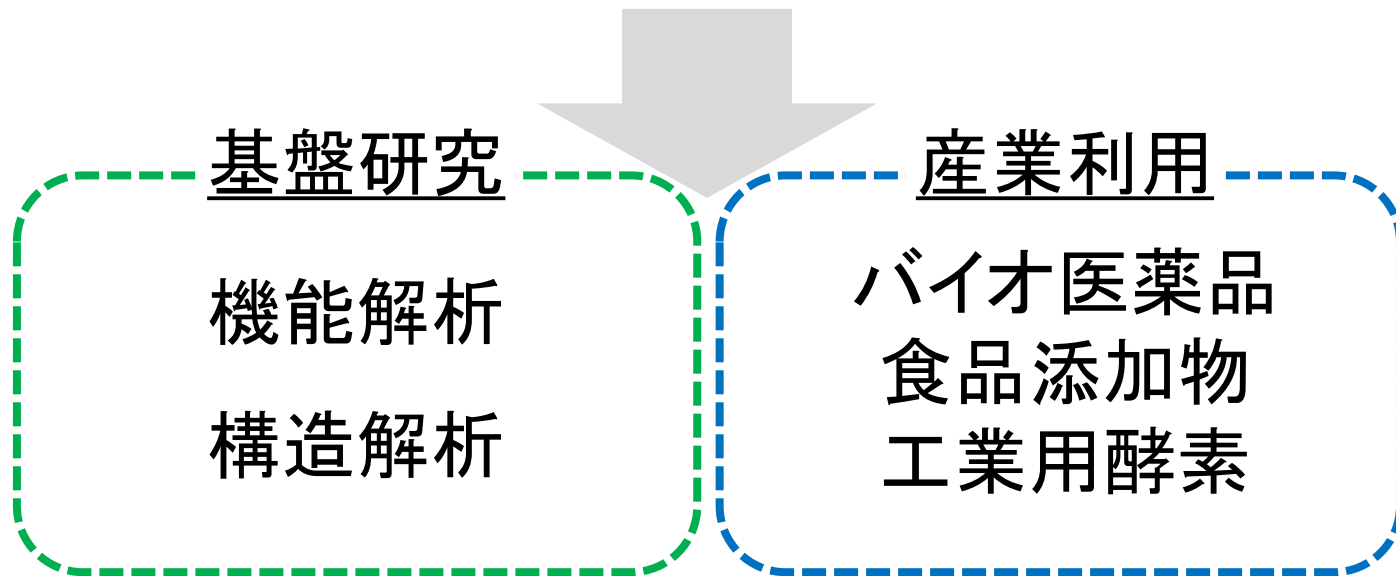 基盤研究
機能解析
構造解析
産業利用
バイオ医薬品
食品添加物
工業用酵素